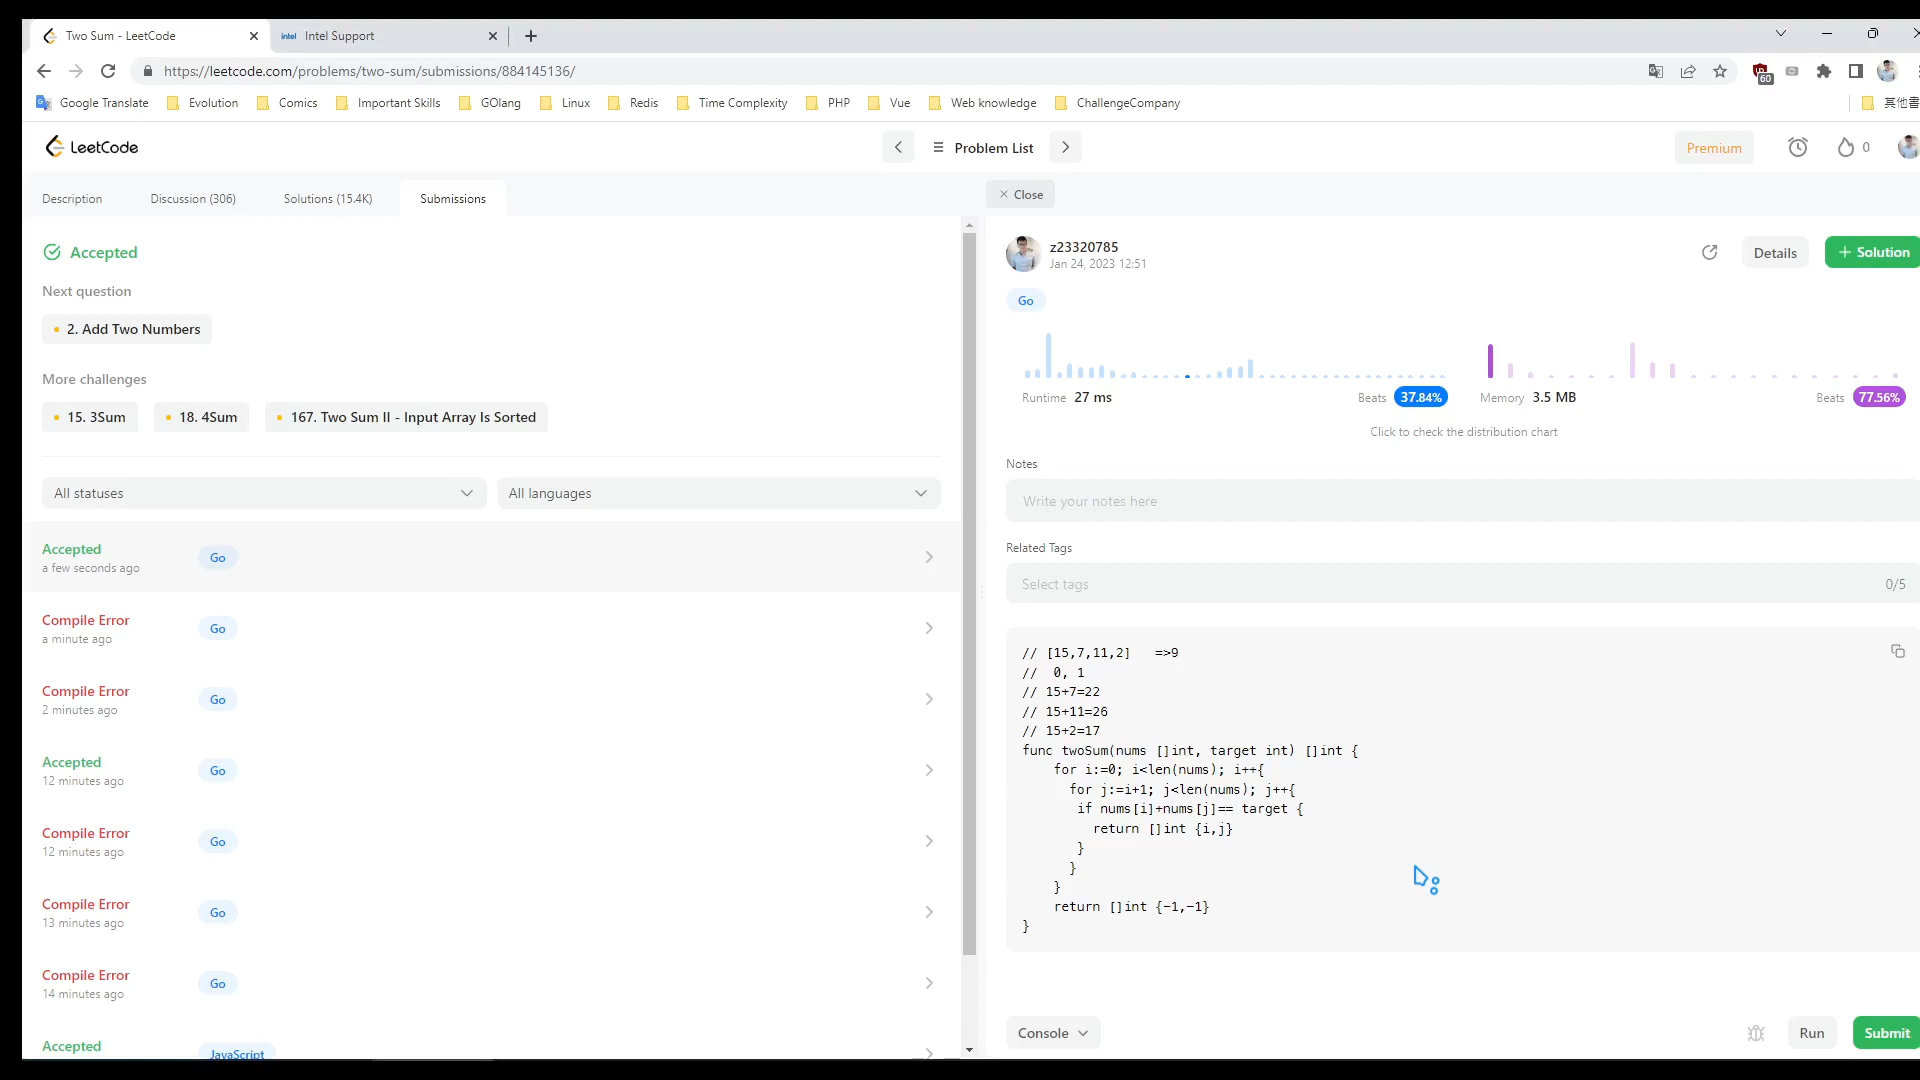 Two Sum - LeetCode
intel Intel Support
https://leetcode.com/problems/two-sum/submissions/884145136/
60
Google Translate Evolution Comics Important Skills GOlang Linux Redis Time Complexity PHP Vue Web knowledge ChallengeCompany 其他書
LeetCode
Problem List
Premium 0
Description Discussion (306) Solutions (15.4K) Submissions
Accepted
Next question
2. Add Two Numbers
More challenges
15. 3Sum 18. 4Sum 167. Two Sum II - Input Array Is Sorted
All statuses All languages
Accepted
a few seconds ago
Go
Compile Error
a minute ago
Go
Compile Error
2 minutes ago
Go
Accepted
12 minutes ago
Go
Compile Error
12 minutes ago
Go
Compile Error
13 minutes ago
Go
Compile Error
14 minutes ago
Go
Accepted
JavaScript
Close
z23320785
Jan 24, 2023 12:51
Details + Solution
Go
Runtime 27 ms Beats 37.84% Memory 3.5 MB Beats 77.56%
Click to check the distribution chart
Notes
Write your notes here
Related Tags
Select tags 0/5
// [15,7,11,2]   =>9
//  0, 1
// 15+7=22
// 15+11=26
// 15+2=17
func twoSum(nums []int, target int) []int {
    for i:=0; i<len(nums); i++{
      for j:=i+1; j<len(nums); j++{
       if nums[i]+nums[j]== target {
         return []int {i,j}
       }
      }
    }
    return []int {-1,-1}
}
Console Run Submit